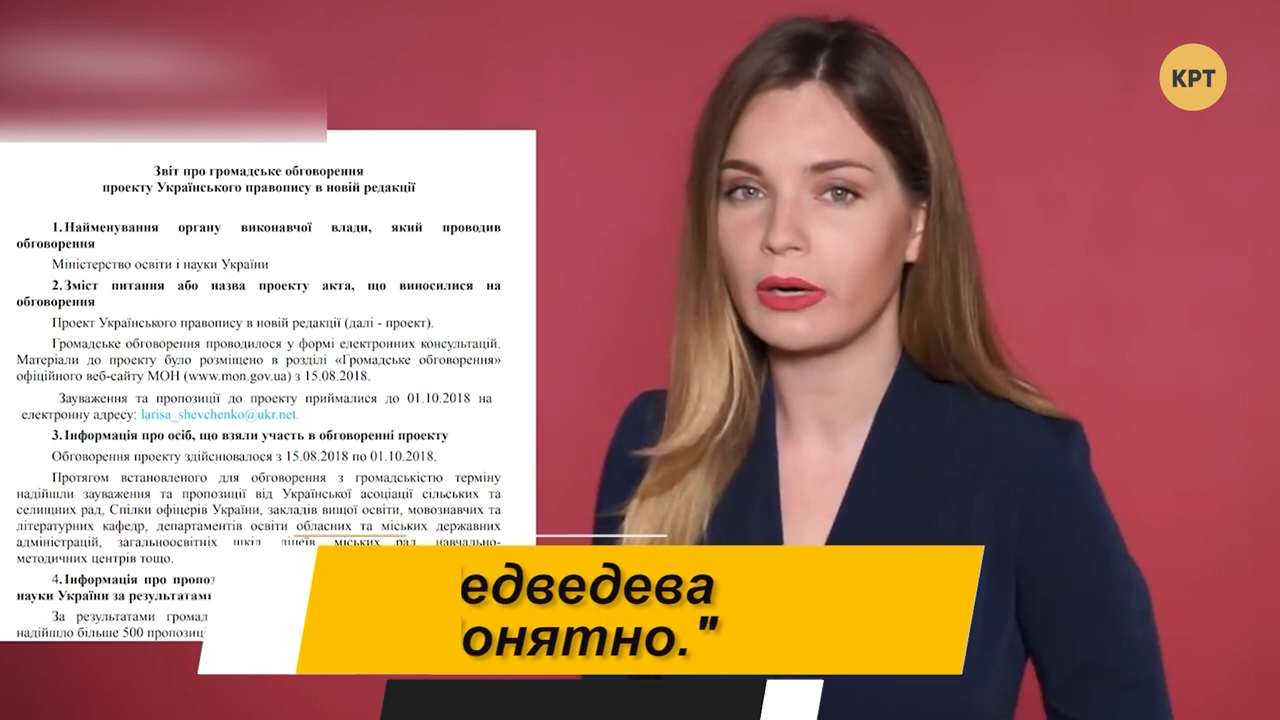 КРТ
Звіт про громадське обговорення
проекту Українського правопису в новій редакції
1. Найменування органу виконавчої влади, який проводив
обговорення
Міністерство освіти і науки України
2. Зміст питання або назва проекту акта, що виносилися на
обговорення
Проект Українського правопису в новій редакції (далі - проект).
Громадське обговорення проводилося у формі електронних консультацій.
Матеріали до проекту було розміщено в розділі «Громадське обговорення»
офіційного веб-сайту МОН (www.mon.gov.ua) з 15.08.2018.
Зауваження та пропозиції до проекту приймалися до 01.10.2018 на
електронну адресу: larisa_shevchenko@ukr.net.
3. Інформація про осіб, що взяли участь в обговоренні проекту
Обговорення проекту здійснювалося з 15.08.2018 по 01.10.2018.
Протягом встановленого для обговорення з громадськістю терміну
надійшли зауваження та пропозиції від Української асоціації сільських та
селищних рад, Спілки офіцерів України, закладів вищої освіти, мовознавчих та
літературних кафедр, департаментів освіти обласних та міських державних
адміністрацій, загальноосвітніх шкіл, ліцеїв, міських рад, навчально-
методичних центрів тощо.
4. Інформація про
науки України за результатами
За результатами
надійшло більше 500
едведева
онятно."